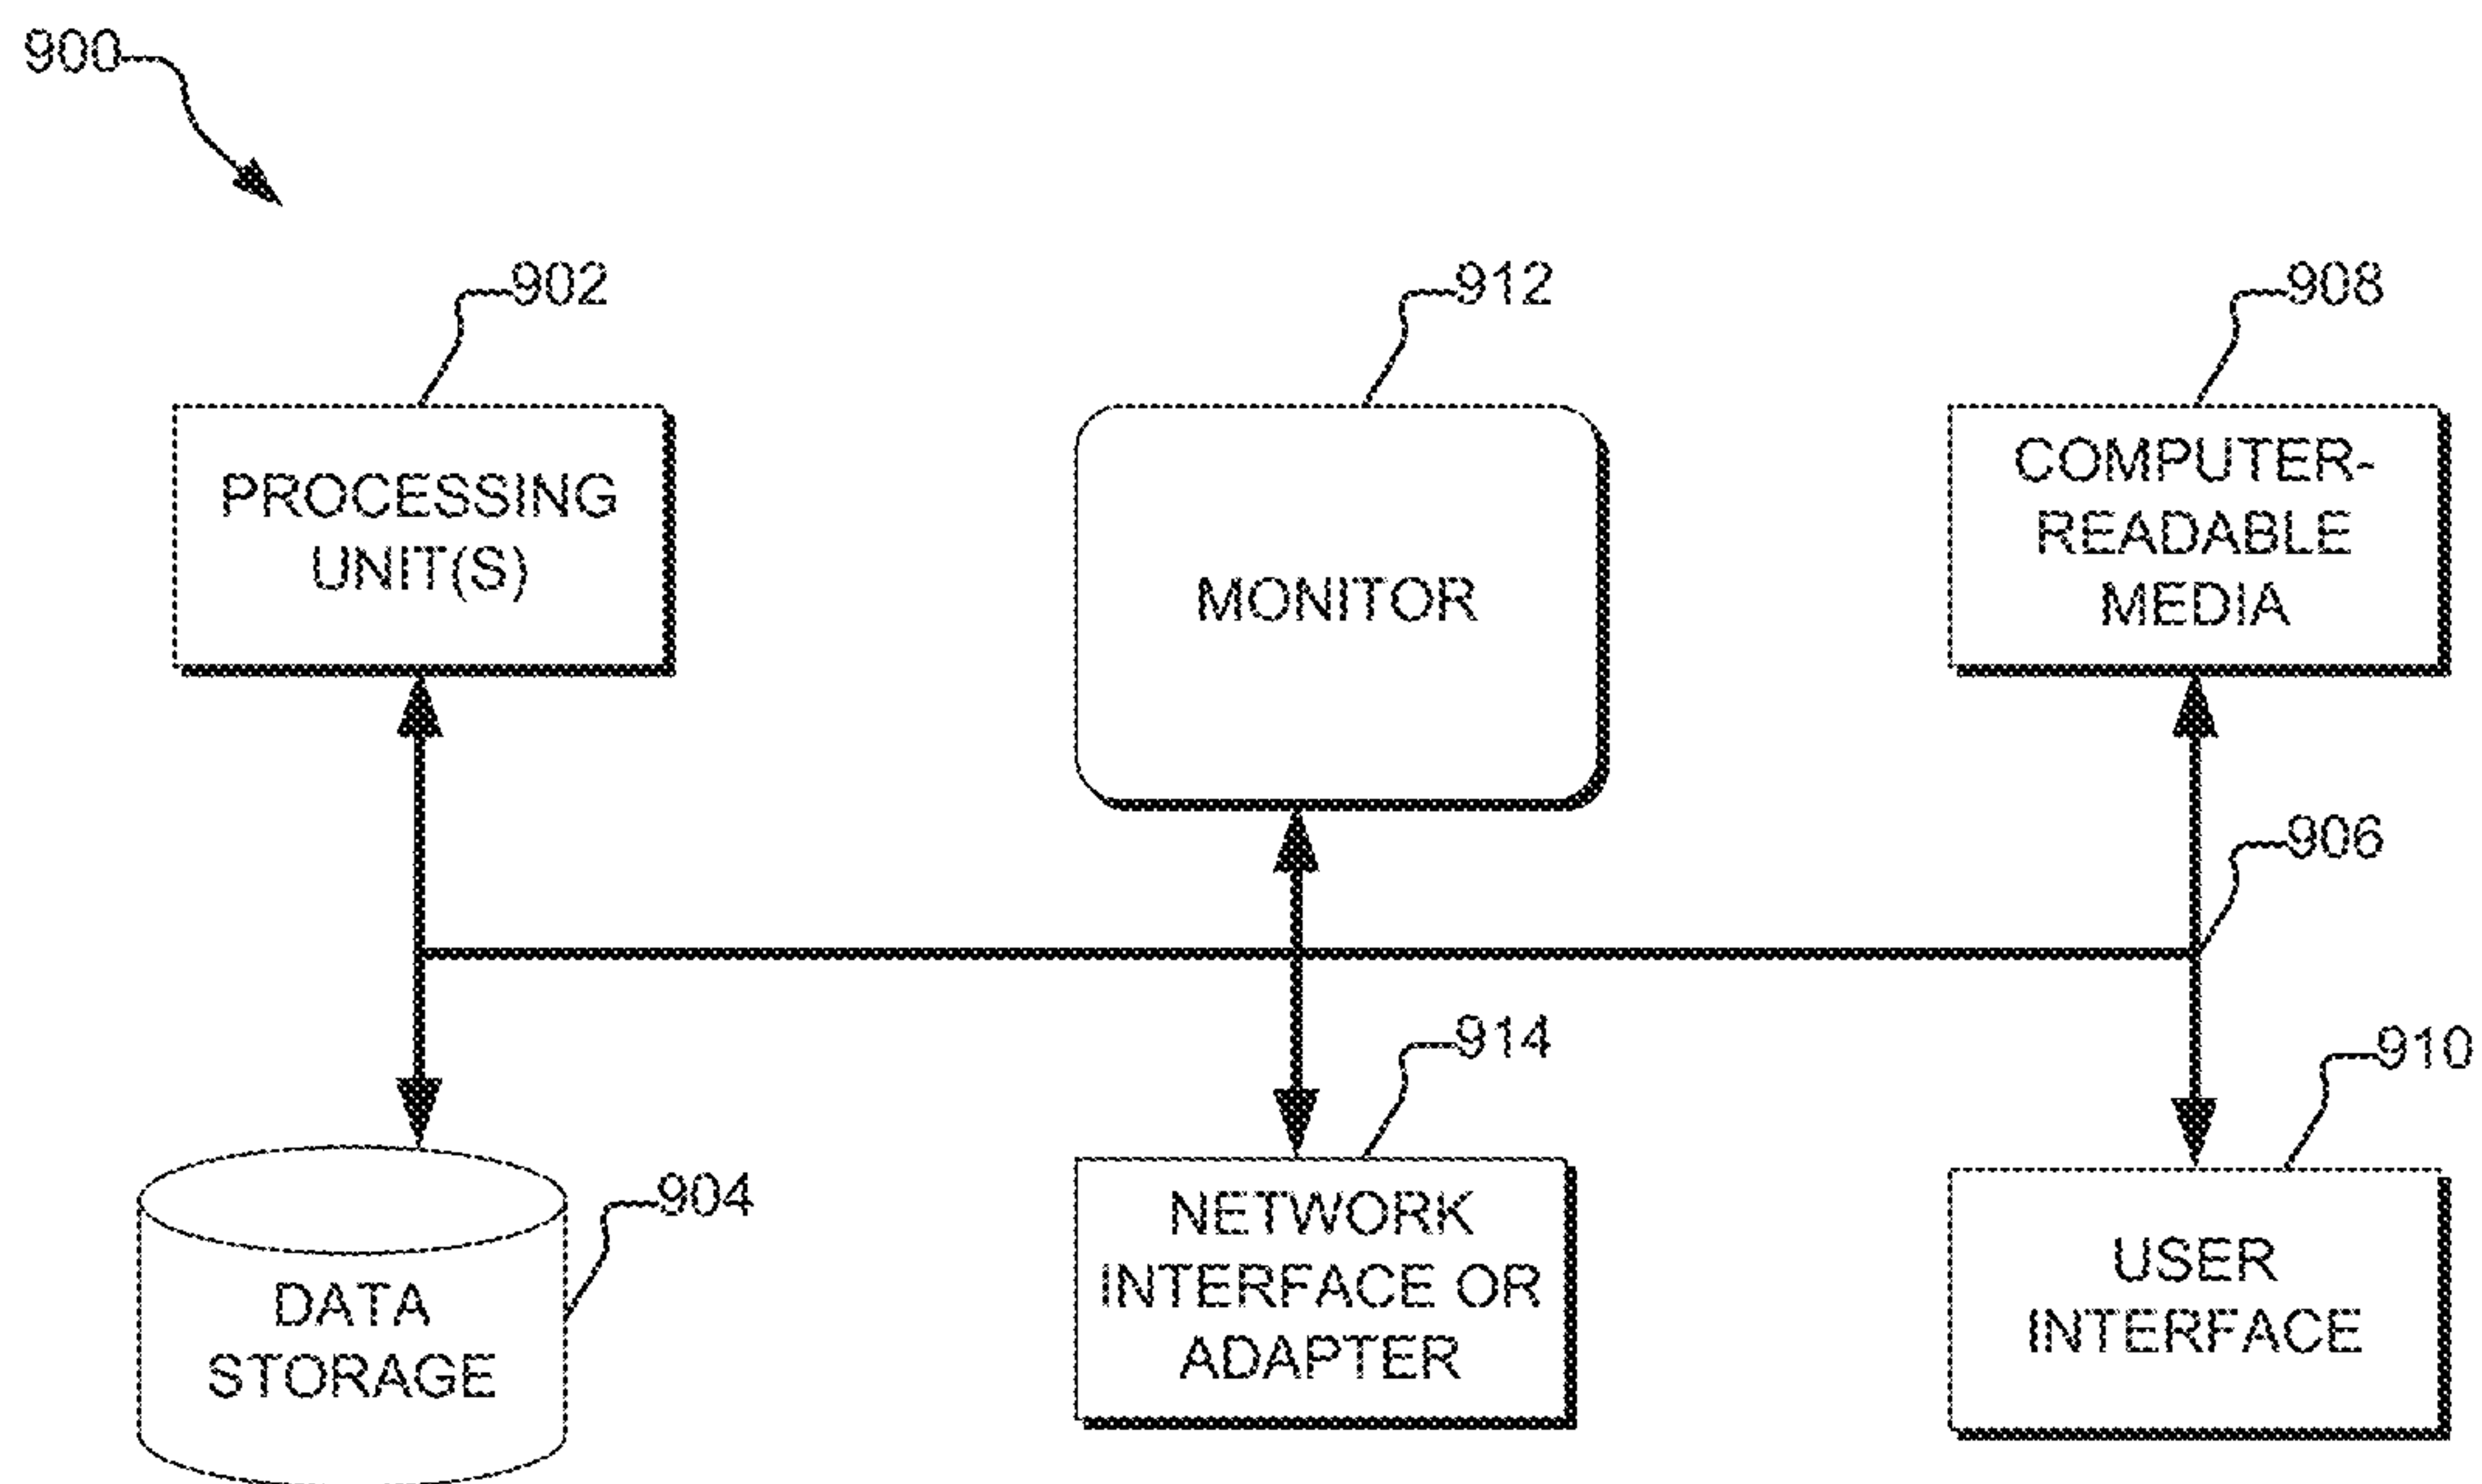 900
902
912
908
PROCESSING
UNIT(S)
MONITOR
COMPUTER-
READABLE
MEDIA
906
914
910
904
DATA
STORAGE
NETWORK
INTERFACE OR
ADAPTER
USER
INTERFACE